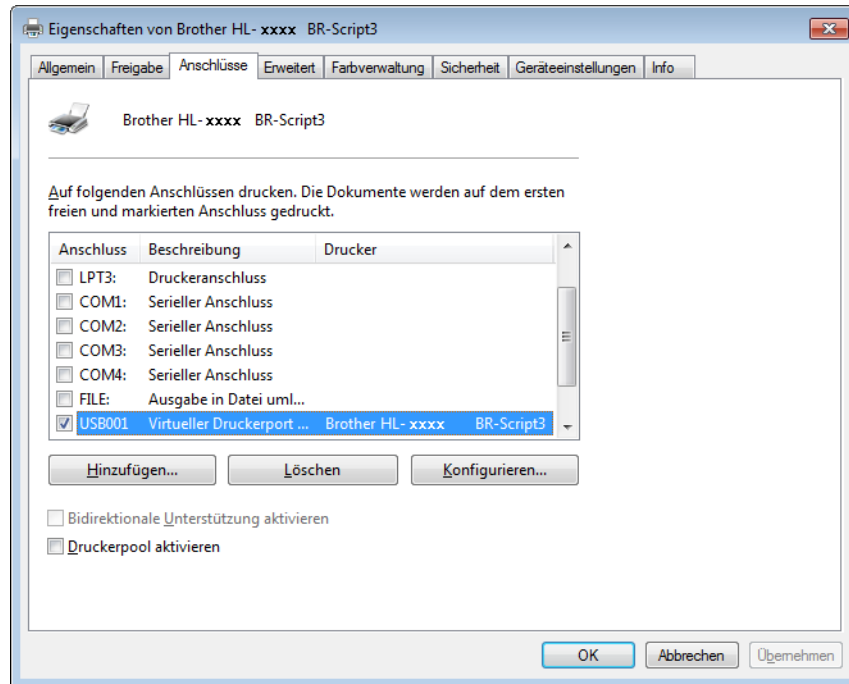 Eigenschaften von Brother HL- xxxx BR-Script3
Allgemein Freigabe Anschlüsse Erweitert Farbverwaltung Sicherheit Geräteeinstellungen Info
Brother HL- xxxx BR-Script3
Auf folgenden Anschlüssen drucken. Die Dokumente werden auf dem ersten
freien und markierten Anschluss gedruckt.
Anschluss Beschreibung Drucker
LPT3: Druckeranschluss
COM1: Serieller Anschluss
COM2: Serieller Anschluss
COM3: Serieller Anschluss
COM4: Serieller Anschluss
FILE: Ausgabe in Datei uml...
USB001 Virtueller Druckerport ... Brother HL- xxxx BR-Script3
Hinzufügen... Löschen Konfigurieren...
Bidirektionale Unterstützung aktivieren
Druckerpool aktivieren
OK Abbrechen Übernehmen